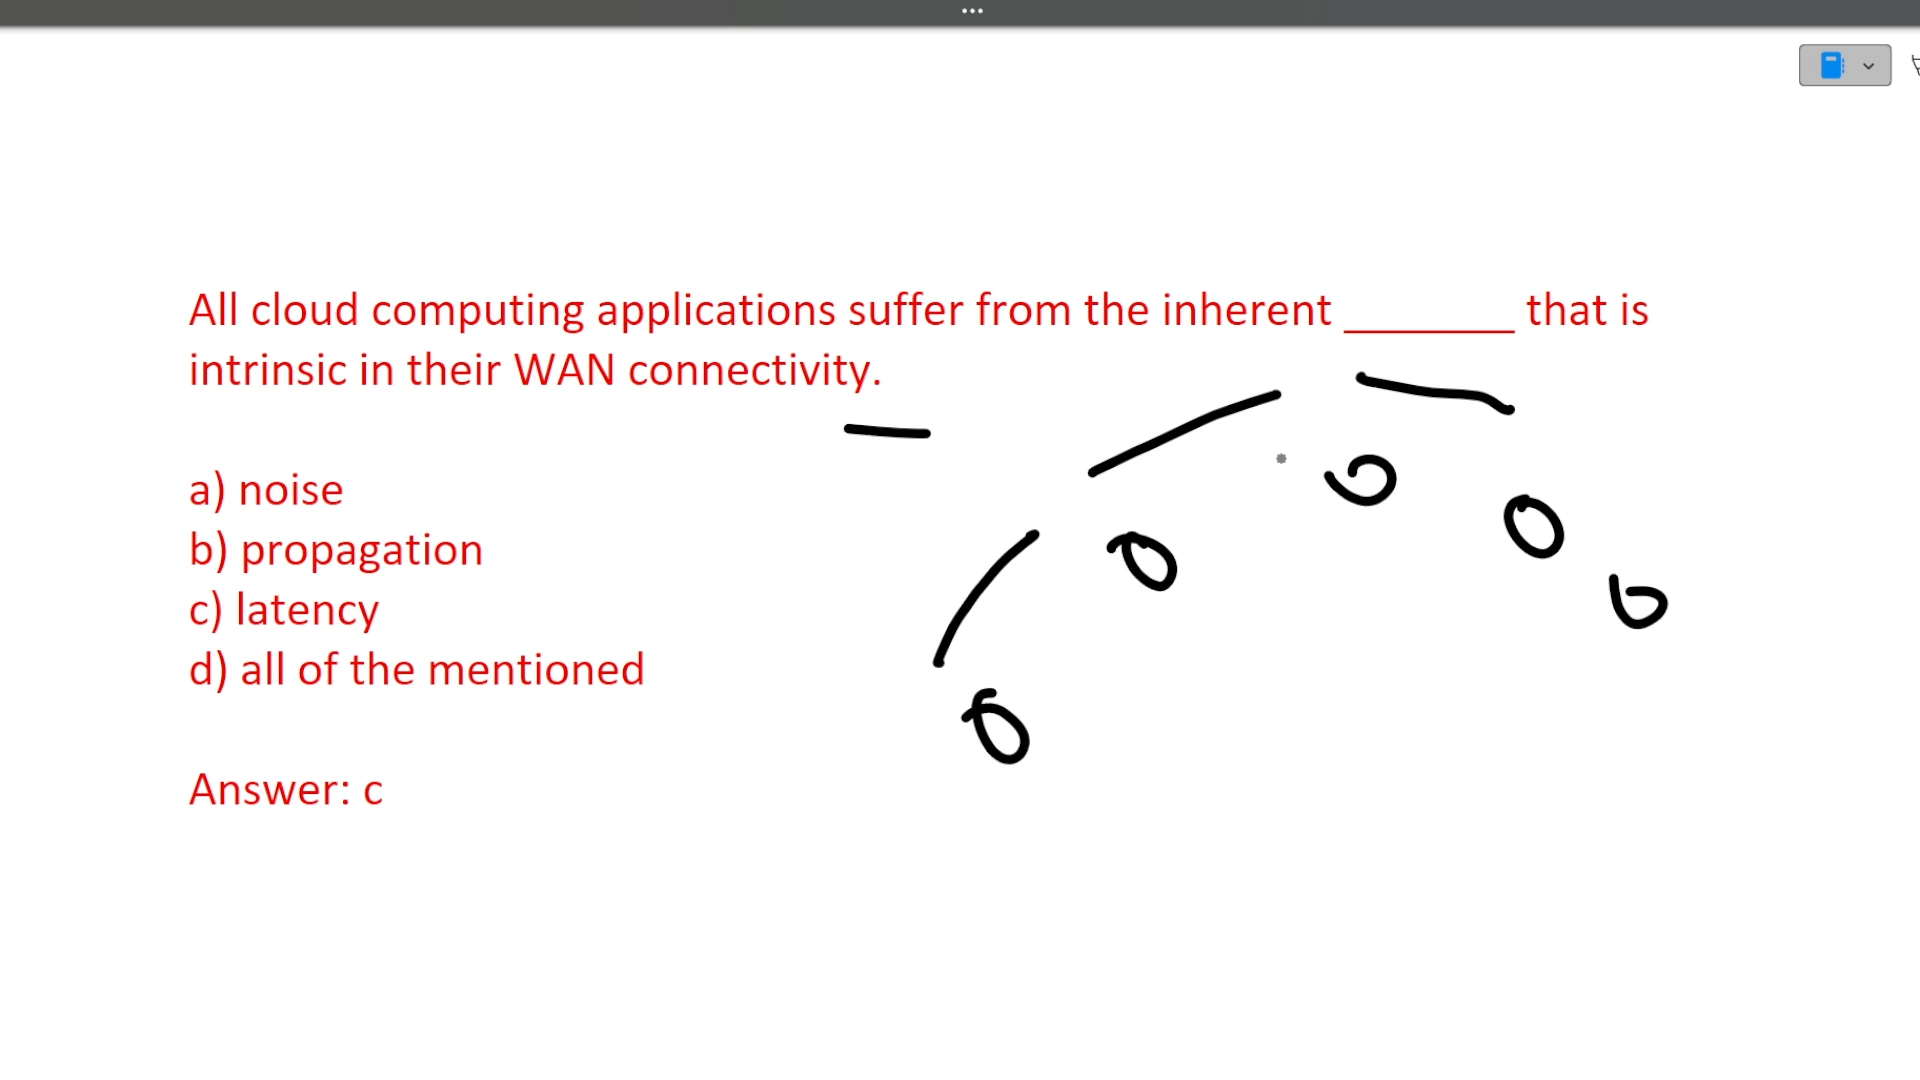 All cloud computing applications suffer from the inherent ________ that is
intrinsic in their WAN connectivity.
a) noise
b) propagation
c) latency
d) all of the mentioned
Answer: c